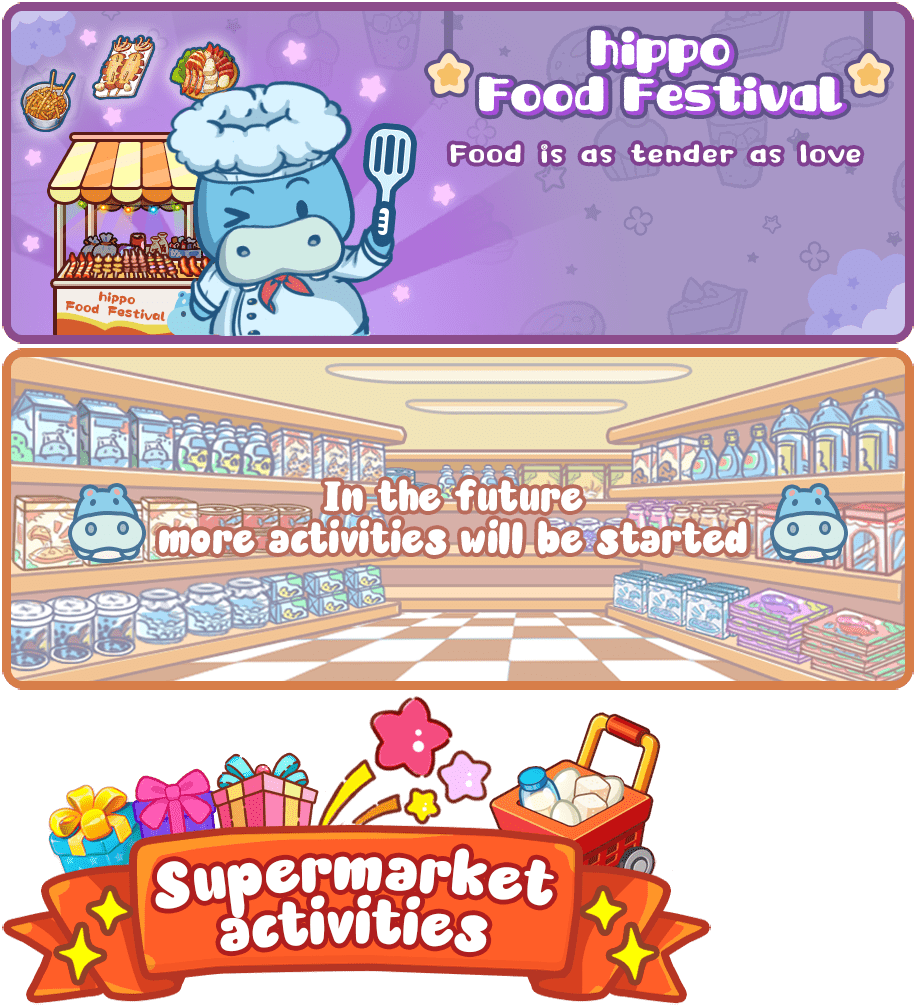 hippo
Food Festival
Food is as tender as love
hippo
Food Festival
In the future
more activities will be started
Supermarket
activities